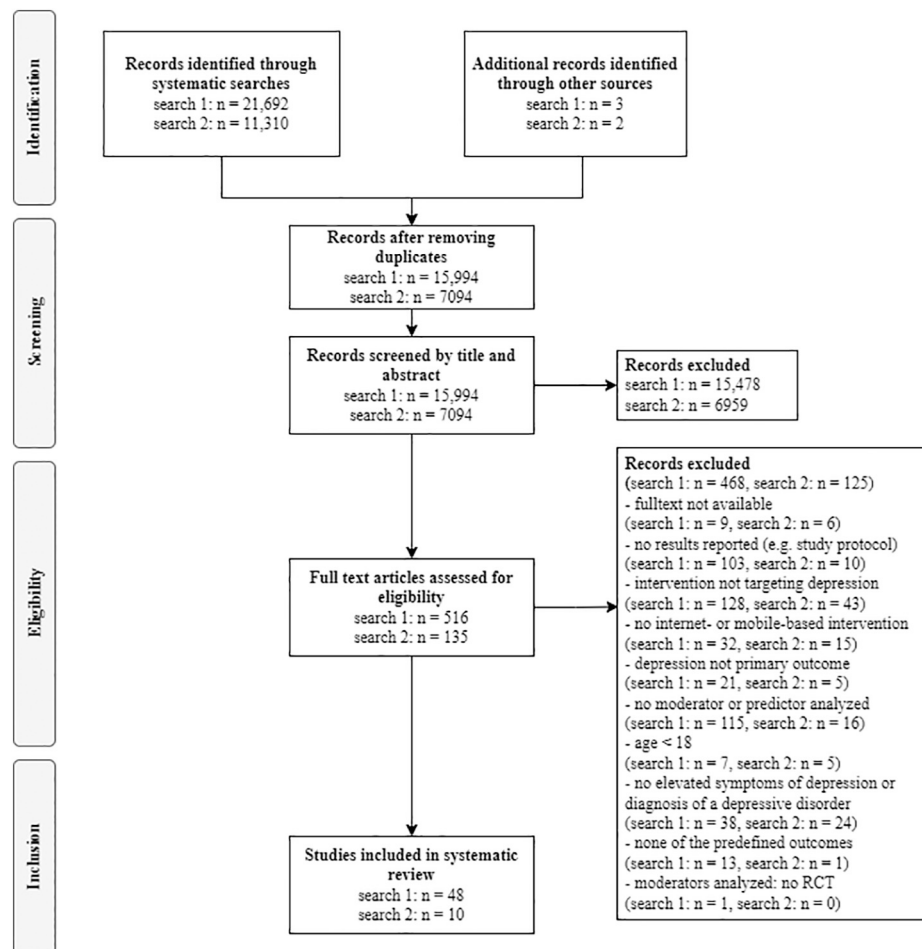 Identification
Records identified through
systematic searches
search 1: n = 21,692
search 2: n = 11,310
Additional records identified
through other sources
search 1: n = 3
search 2: n = 2
Screening
Records after removing
duplicates
search 1: n = 15,994
search 2: n = 7094
Records screened by title and
abstract
search 1: n = 15,994
search 2: n = 7094
Records excluded
search 1: n = 15,478
search 2: n = 6959
Eligibility
Full text articles assessed for
eligibility
search 1: n = 516
search 2: n = 135
Records excluded
(search 1: n = 468, search 2: n = 125)
- fulltext not available
(search 1: n = 9, search 2: n = 6)
- no results reported (e.g. study protocol)
(search 1: n = 103, search 2: n = 10)
- intervention not targeting depression
(search 1: n = 128, search 2: n = 43)
- no internet- or mobile-based intervention
(search 1: n = 32, search 2: n = 15)
- depression not primary outcome
(search 1: n = 21, search 2: n = 5)
- no moderator or predictor analyzed
(search 1: n = 115, search 2: n = 16)
- age < 18
(search 1: n = 7, search 2: n = 5)
- no elevated symptoms of depression or
diagnosis of a depressive disorder
(search 1: n = 38, search 2: n = 24)
- none of the predefined outcomes
(search 1: n = 13, search 2: n = 1)
- moderators analyzed: no RCT
(search 1: n = 1, search 2: n = 0)
Inclusion
Studies included in systematic
review
search 1: n = 48
search 2: n = 10